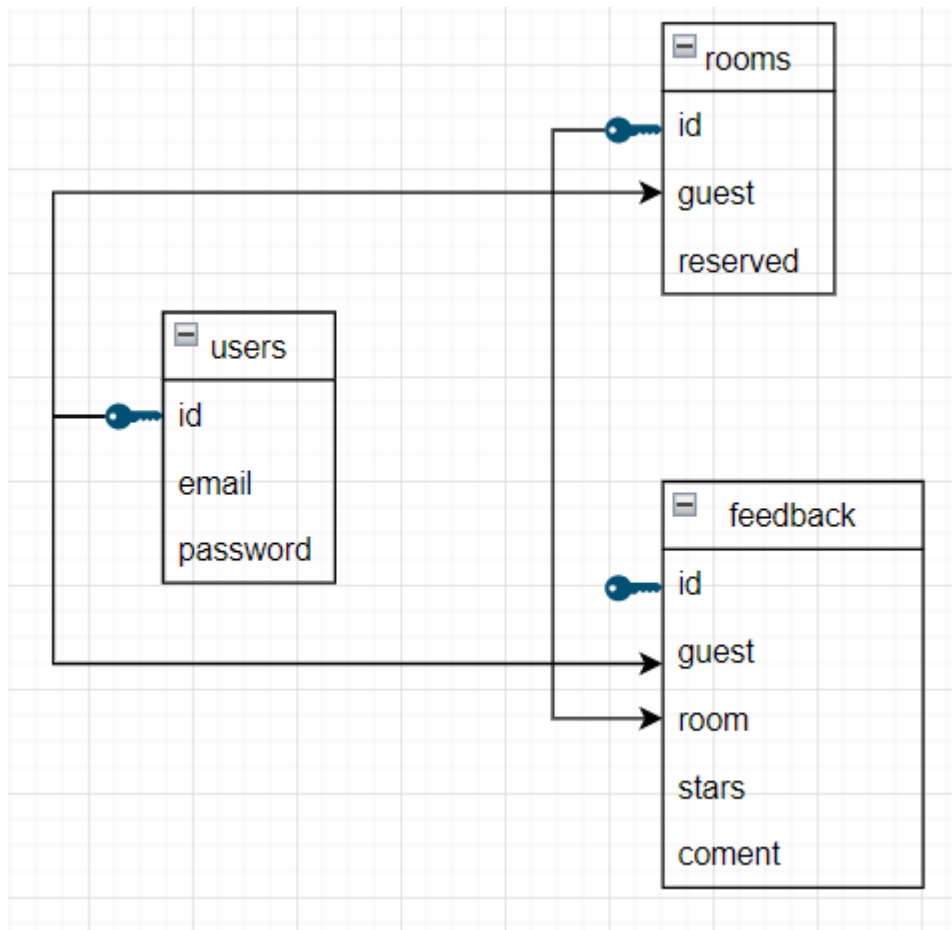 rooms
id
guest
reserved
users
id
email
password
feedback
id
guest
room
stars
coment